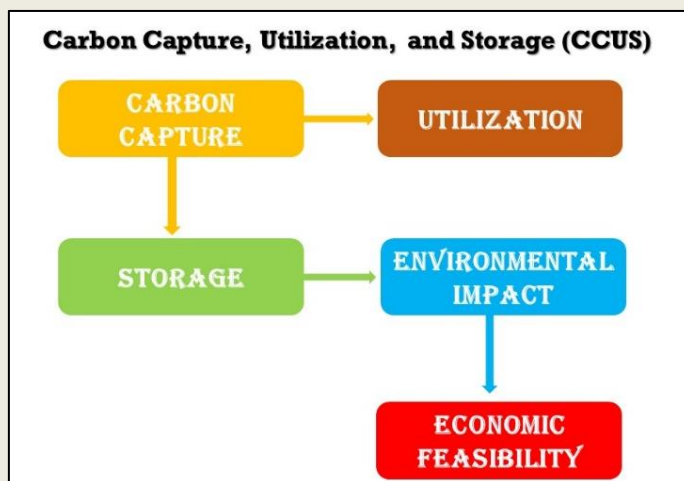 Carbon Capture, Utilization, and Storage (CCUS)
CARBON
CAPTURE
UTILIZATION
STORAGE
ENVIRONMENTAL
IMPACT
ECONOMIC
FEASIBILITY